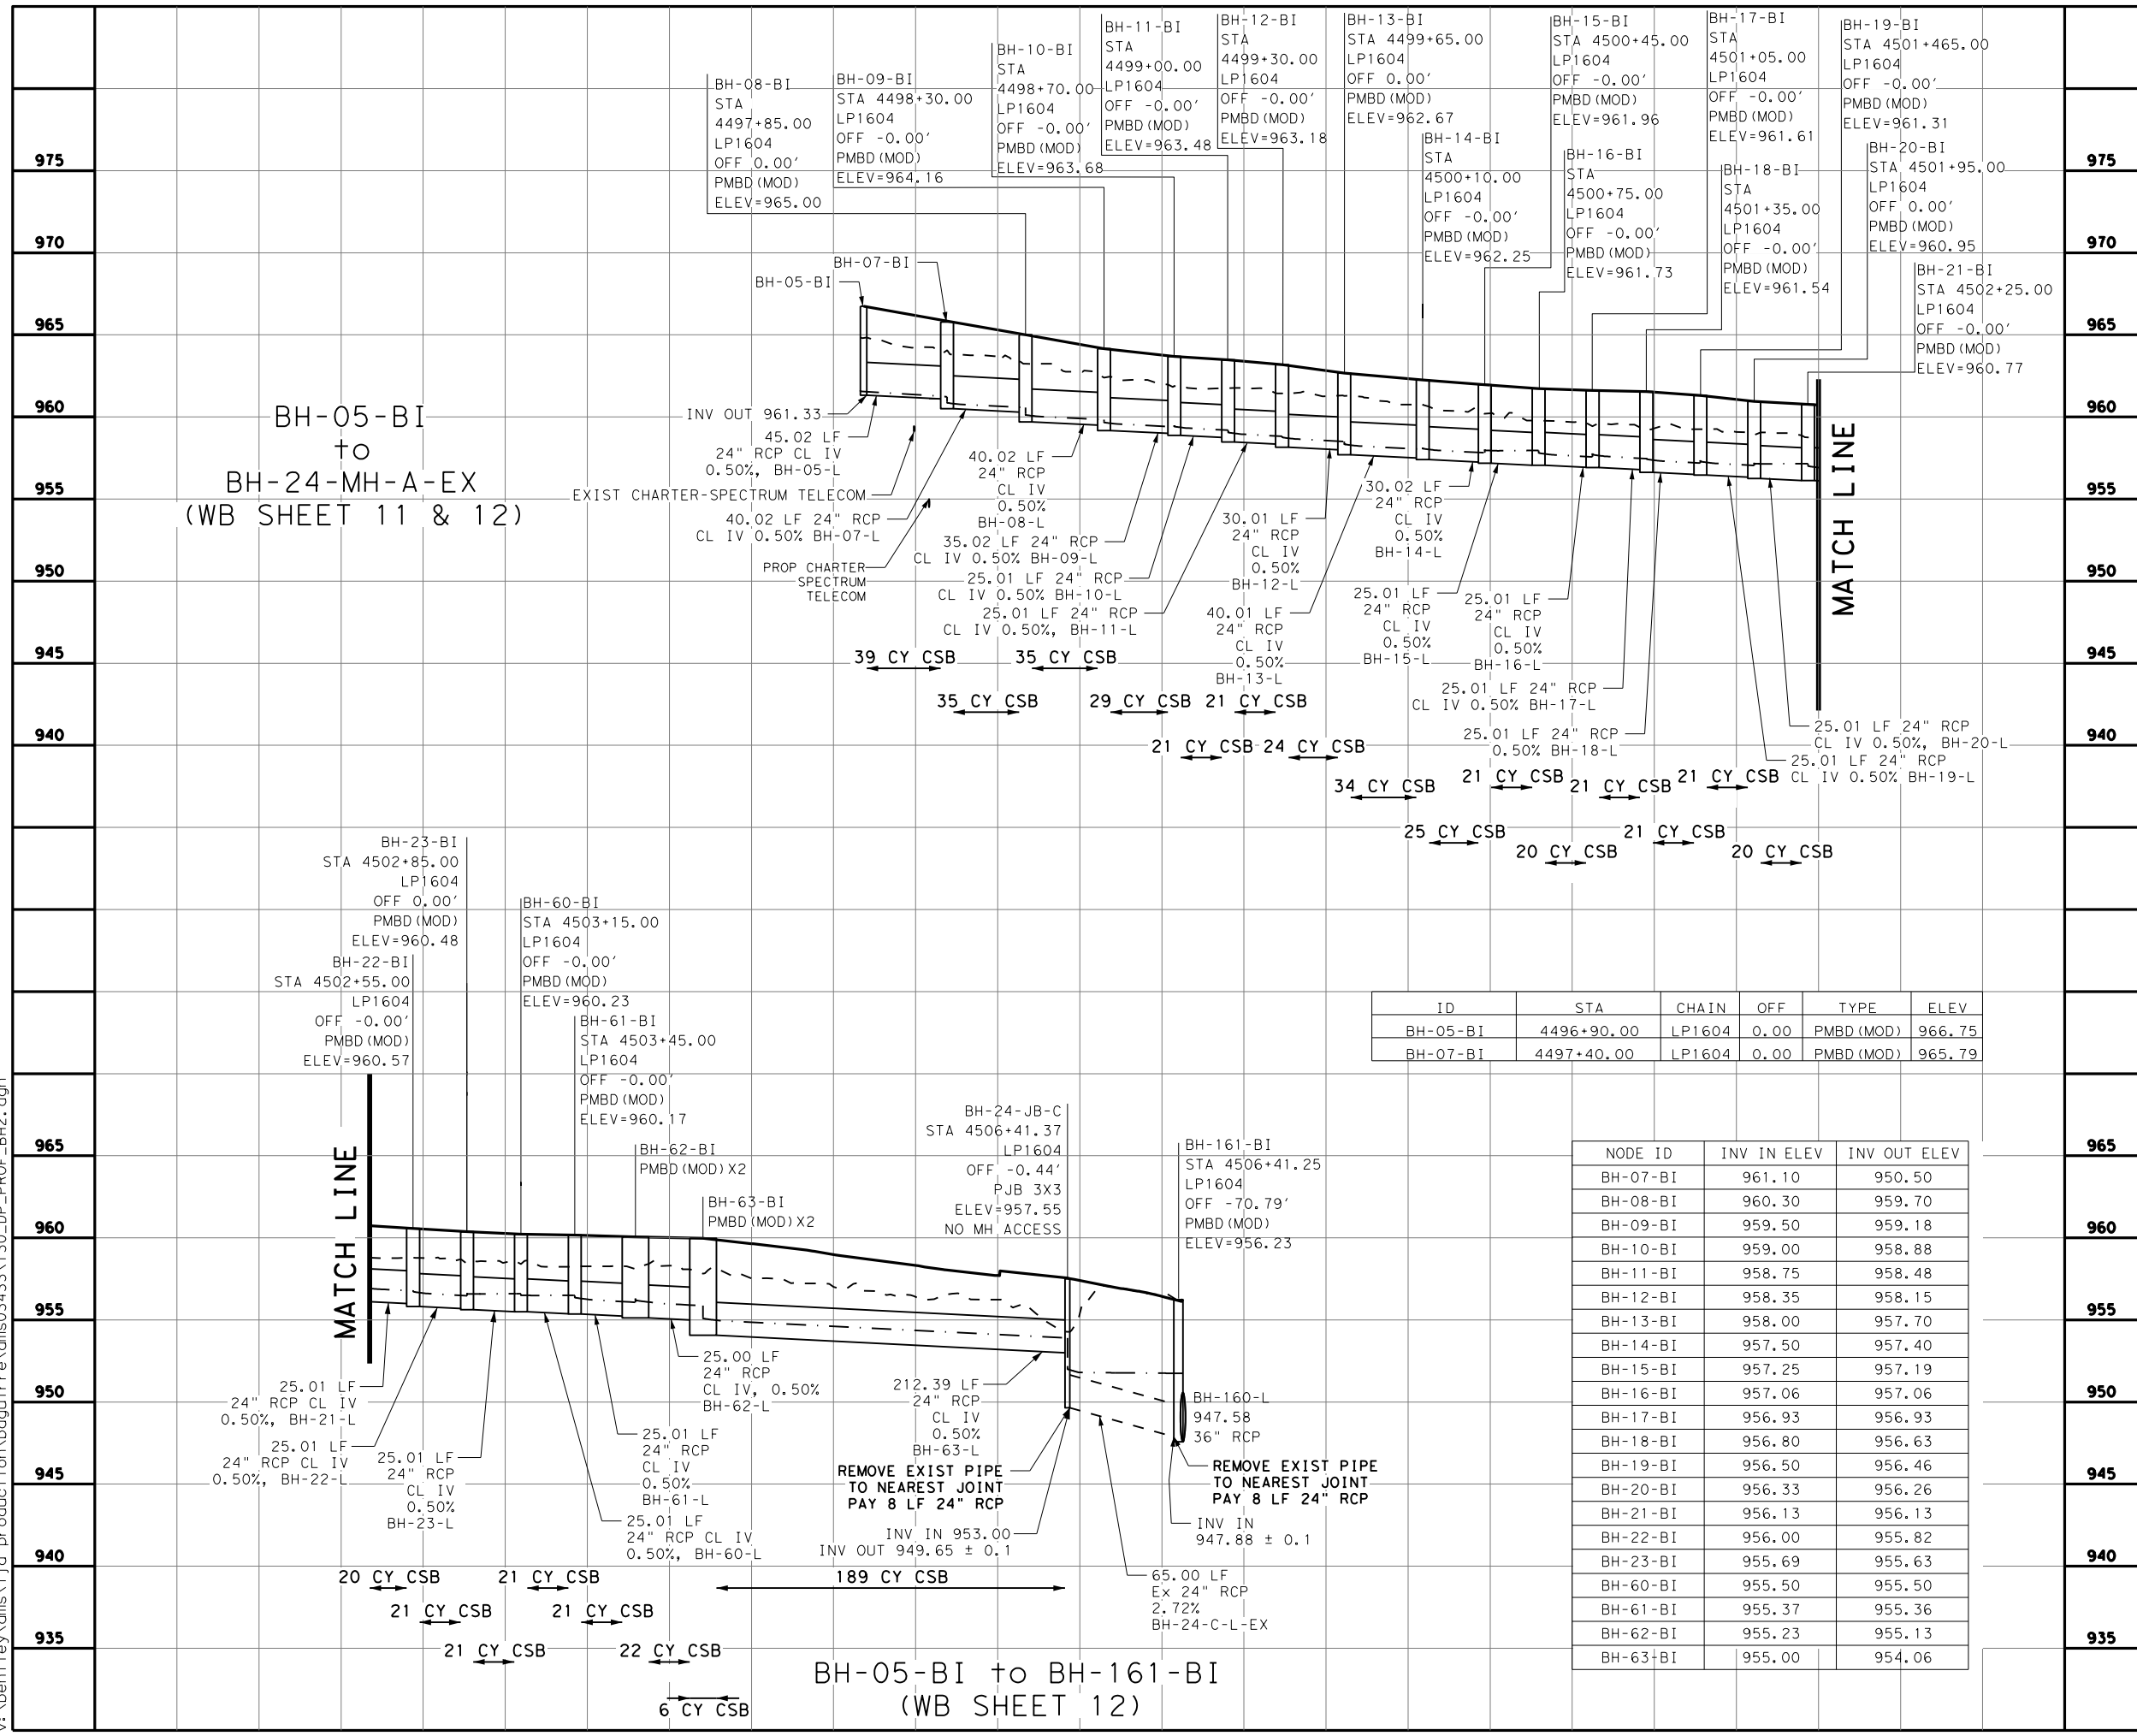 BH-08-BI
STA
4497+85.00
LP1604
OFF 0.00'
PMBD(MOD)
ELEV=965.00
BH-09-BI
STA 4498+30.00
LP1604
OFF -0.00'
PMBD(MOD)
ELEV=964.16
BH-10-BI
STA
4498+70.00
LP1604
OFF -0.00'
PMBD(MOD)
ELEV=963.68
BH-11-BI
STA
4499+00.00
LP1604
OFF -0.00'
PMBD(MOD)
ELEV=963.48
BH-12-BI
STA
4499+30.00
LP1604
OFF -0.00'
PMBD(MOD)
ELEV=963.18
BH-13-BI
STA 4499+65.00
LP1604
OFF 0.00'
PMBD(MOD)
ELEV=962.67
BH-14-BI
STA
4500+10.00
LP1604
OFF -0.00'
PMBD(MOD)
ELEV=962.25
BH-15-BI
STA 4500+45.00
LP1604
OFF -0.00'
PMBD(MOD)
ELEV=961.96
BH-16-BI
STA
4500+75.00
LP1604
OFF -0.00'
PMBD(MOD)
ELEV=961.73
BH-17-BI
STA
4501+05.00
LP1604
OFF -0.00'
PMBD(MOD)
ELEV=961.61
BH-18-BI
STA
4501+35.00
LP1604
OFF -0.00'
PMBD(MOD)
ELEV=961.54
BH-19-BI
STA 4501+465.00
LP1604
OFF -0.00'
PMBD(MOD)
ELEV=961.31
BH-20-BI
STA 4501+95.00
LP1604
OFF 0.00'
PMBD(MOD)
ELEV=960.95
BH-21-BI
STA 4502+25.00
LP1604
OFF -0.00'
PMBD(MOD)
ELEV=960.77
975
970
965
960
955
950
945
940
975
970
965
960
955
950
945
940
BH-05-BI
to
BH-24-MH-A-EX
(WB SHEET 11 & 12)
BH-07-BI
BH-05-BI
INV OUT 961.33
45.02 LF
24" RCP CL IV
0.50%, BH-05-L
EXIST CHARTER-SPECTRUM TELECOM
40.02 LF 24" RCP
CL IV 0.50% BH-07-L
PROP CHARTER
SPECTRUM
TELECOM
40.02 LF
24" RCP
CL IV
0.50%
BH-08-L
35.02 LF 24" RCP
CL IV 0.50% BH-09-L
25.01 LF 24" RCP
CL IV 0.50% BH-10-L
25.01 LF 24" RCP
CL IV 0.50%, BH-11-L
30.01 LF
24" RCP
CL IV
0.50%
BH-12-L
40.01 LF
24" RCP
CL IV
0.50%
BH-13-L
30.02 LF
24" RCP
CL IV
0.50%
BH-14-L
25.01 LF
24" RCP
CL IV
0.50%
BH-15-L
25.01 LF
24" RCP
CL IV
0.50%
BH-16-L
25.01 LF 24" RCP
CL IV 0.50% BH-17-L
25.01 LF 24" RCP
0.50% BH-18-L
25.01 LF 24" RCP
CL IV 0.50%, BH-20-L
25.01 LF 24" RCP
CL IV 0.50% BH-19-L
MATCH LINE
39 CY CSB
35 CY CSB
35 CY CSB
29 CY CSB
21 CY CSB
21 CY CSB
24 CY CSB
34 CY CSB
21 CY CSB
21 CY CSB
21 CY CSB
25 CY CSB
20 CY CSB
21 CY CSB
20 CY CSB
BH-23-BI
STA 4502+85.00
LP1604
OFF 0.00'
PMBD(MOD)
ELEV=960.48
BH-22-BI
STA 4502+55.00
LP1604
OFF -0.00'
PMBD(MOD)
ELEV=960.57
BH-60-BI
STA 4503+15.00
LP1604
OFF -0.00'
PMBD(MOD)
ELEV=960.23
BH-61-BI
STA 4503+45.00
LP1604
OFF -0.00'
PMBD(MOD)
ELEV=960.17
BH-62-BI
PMBD(MOD)X2
BH-63-BI
PMBD(MOD)X2
BH-24-JB-C
STA 4506+41.37
LP1604
OFF -0.44'
PJB 3X3
ELEV=957.55
NO MH ACCESS
BH-161-BI
STA 4506+41.25
LP1604
OFF -70.79'
PMBD(MOD)
ELEV=956.23
ID STA CHAIN OFF TYPE ELEV
BH-05-BI 4496+90.00 LP1604 0.00 PMBD(MOD) 966.75
BH-07-BI 4497+40.00 LP1604 0.00 PMBD(MOD) 965.79
965
960
955
950
945
940
935
965
960
955
950
945
940
935
MATCH LINE
25.01 LF
24" RCP CL IV
0.50%, BH-21-L
25.01 LF
24" RCP CL IV
0.50%, BH-22-L
25.01 LF
24" RCP
CL IV
0.50%
BH-23-L
25.00 LF
24" RCP
CL IV, 0.50%
BH-62-L
25.01 LF
24" RCP
CL IV
0.50%
BH-61-L
25.01 LF
24" RCP CL IV
0.50%, BH-60-L
212.39 LF
24" RCP
CL IV
0.50%
BH-63-L
REMOVE EXIST PIPE
TO NEAREST JOINT
PAY 8 LF 24" RCP
INV IN 953.00
INV OUT 949.65 ± 0.1
BH-160-L
947.58
36" RCP
REMOVE EXIST PIPE
TO NEAREST JOINT
PAY 8 LF 24" RCP
INV IN
947.88 ± 0.1
65.00 LF
Ex 24" RCP
2.72%
BH-24-C-L-EX
20 CY CSB
21 CY CSB
189 CY CSB
21 CY CSB
21 CY CSB
21 CY CSB
22 CY CSB
6 CY CSB
BH-05-BI to BH-161-BI
(WB SHEET 12)
NODE ID INV IN ELEV INV OUT ELEV
BH-07-BI 961.10 950.50
BH-08-BI 960.30 959.70
BH-09-BI 959.50 959.18
BH-10-BI 959.00 958.88
BH-11-BI 958.75 958.48
BH-12-BI 958.35 958.15
BH-13-BI 958.00 957.70
BH-14-BI 957.50 957.40
BH-15-BI 957.25 957.19
BH-16-BI 957.06 957.06
BH-17-BI 956.93 956.93
BH-18-BI 956.80 956.63
BH-19-BI 956.50 956.46
BH-20-BI 956.33 956.26
BH-21-BI 956.13 956.13
BH-22-BI 956.00 955.82
BH-23-BI 955.69 955.63
BH-60-BI 955.50 955.50
BH-61-BI 955.37 955.36
BH-62-BI 955.23 955.13
BH-63-BI 955.00 954.06